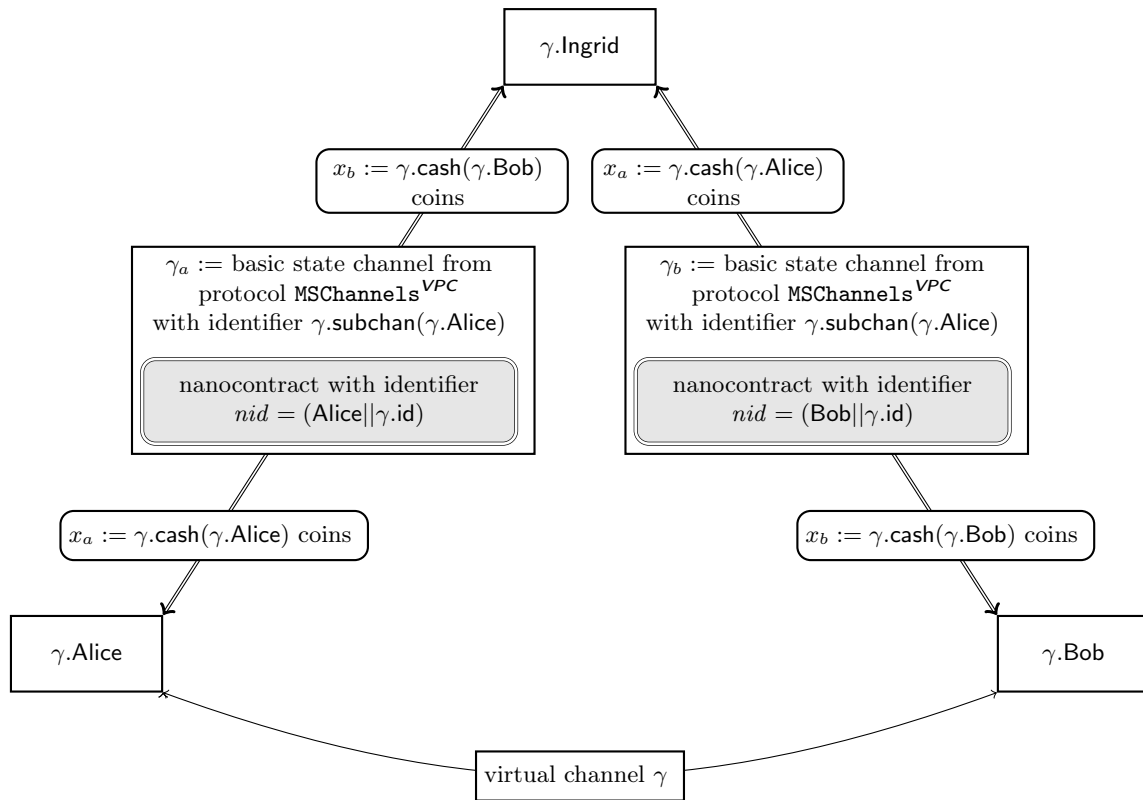 γ.Ingrid
x_b := γ.cash(γ.Bob)
coins
x_a := γ.cash(γ.Alice)
coins
γ_a := basic state channel from
protocol MSChannels^VPC
with identifier γ.subchan(γ.Alice)
nanocontract with identifier
nid = (Alice||γ.id)
γ_b := basic state channel from
protocol MSChannels^VPC
with identifier γ.subchan(γ.Alice)
nanocontract with identifier
nid = (Bob||γ.id)
x_a := γ.cash(γ.Alice) coins
x_b := γ.cash(γ.Bob) coins
γ.Alice
γ.Bob
virtual channel γ